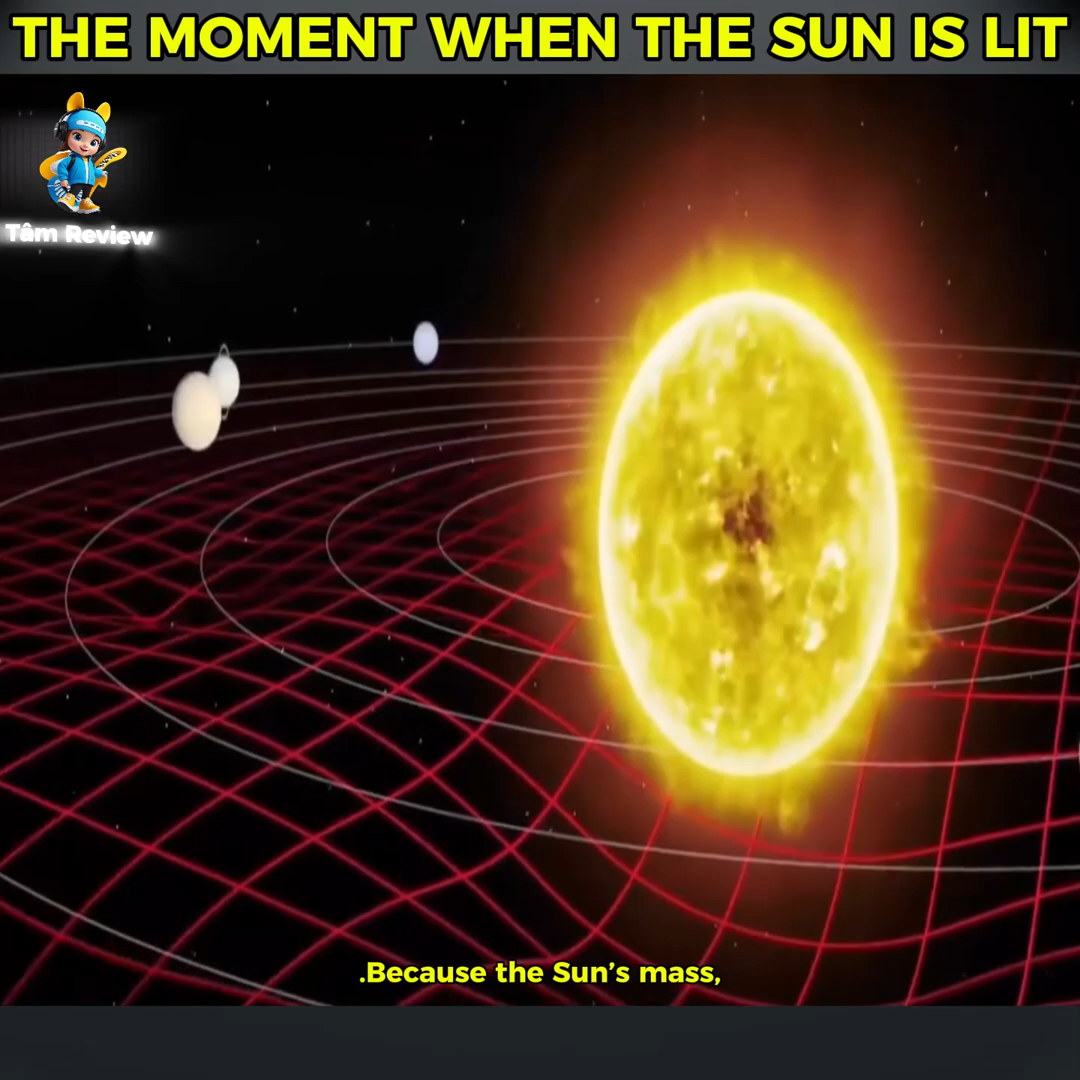 THE MOMENT WHEN THE SUN IS LIT
Tâm Review
.Because the Sun's mass,